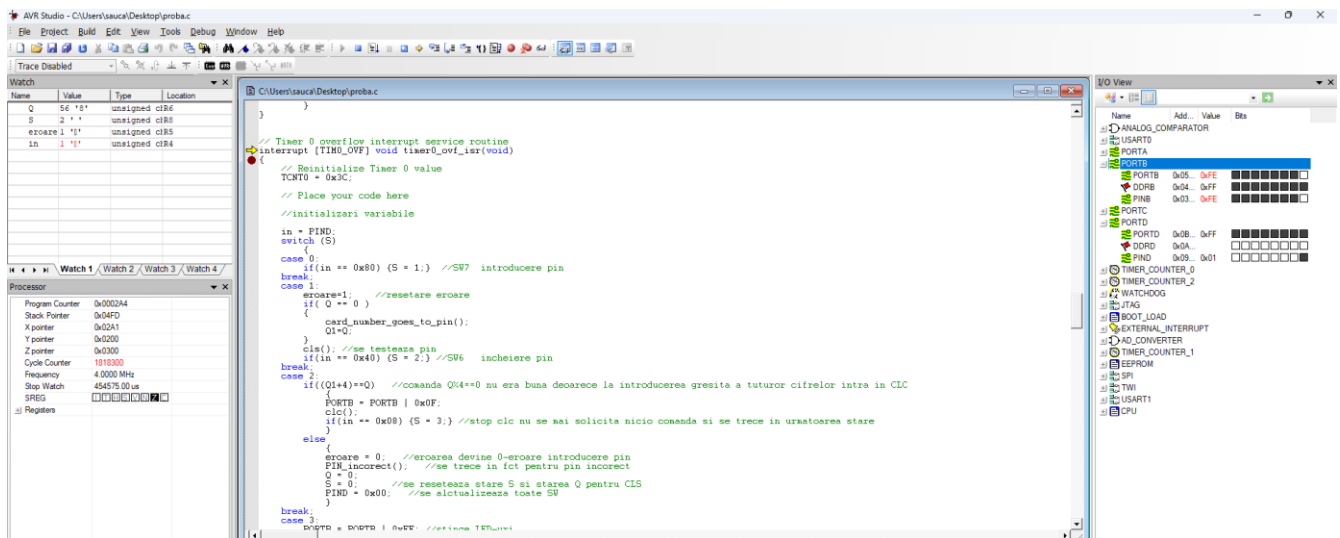 AVR Studio - C:\Users\sauca\Desktop\proba.c
File Project Build Edit View Tools Debug Window Help
Trace Disabled
Watch
Name Value Type Location
Q 56 '8' unsigned ch R6
S 2 ' ' unsigned ch R8
eroare 1 unsigned ch R5
in 1 unsigned ch R4
Watch 1 Watch 2 Watch 3 Watch 4
Processor
Program Counter 0x0002A4
Stack Pointer 0x04FD
X pointer 0x02A1
Y pointer 0x0200
Z pointer 0x0300
Cycle Counter 1818300
Frequency 4.0000 MHz
Stop Watch 454575.00 us
SREG I T H S V N Z C
Registers
C:\Users\sauca\Desktop\proba.c
}
}
// Timer 0 overflow interrupt service routine
interrupt [TIM0_OVF] void timer0_ovf_isr(void)
{
// Reinitialize Timer 0 value
TCNT0 = 0x3C;
// Place your code here
//initializari variabile
in = PIND;
switch (S)
{
case 0:
if(in == 0x80) {S = 1;} //SW7 introducere pin
break;
case 1:
eroare=1; //resetare eroare
if( Q == 0 )
{
card_number_goes_to_pin();
Q1=Q;
}
cls(); //se testeaza pin
if(in == 0x40) {S = 2;} //SW6 incheiere pin
break;
case 2:
if((Q1+4)==Q) //comanda Q%4==0 nu era buna deoarece la introducerea gresita a tuturor cifrelor intra in CLC
{
PORTB = PORTB | 0x0F;
clc();
if(in == 0x08) {S = 3;} //stop clc nu se mai solicita nicio comanda si se trece in urmatoarea stare
}
else
{
eroare = 0; //eroarea devine 0-eroare introducere pin
PIN_incorect(); //se trece in fct pentru pin incorect
Q = 0;
S = 0; //se reseteaza stare S si starea Q pentru CLS
PIND = 0x00; //se alctualizeaza toate SW
}
break;
case 3:
PORTB = PORTB | 0xFF; //stinge LED-uri
I/O View
Name Add... Value Bits
ANALOG_COMPARATOR
USART0
PORTA
PORTB
PORTB 0x05... 0xFE
DDRB 0x04... 0xFF
PINB 0x03... 0xFE
PORTC
PORTD
PORTD 0x0B... 0xFF
DDRD 0x0A...
PIND 0x09... 0x01
TIMER_COUNTER_0
TIMER_COUNTER_2
WATCHDOG
JTAG
BOOT_LOAD
EXTERNAL_INTERRUPT
AD_CONVERTER
TIMER_COUNTER_1
EEPROM
SPI
TWI
USART1
CPU